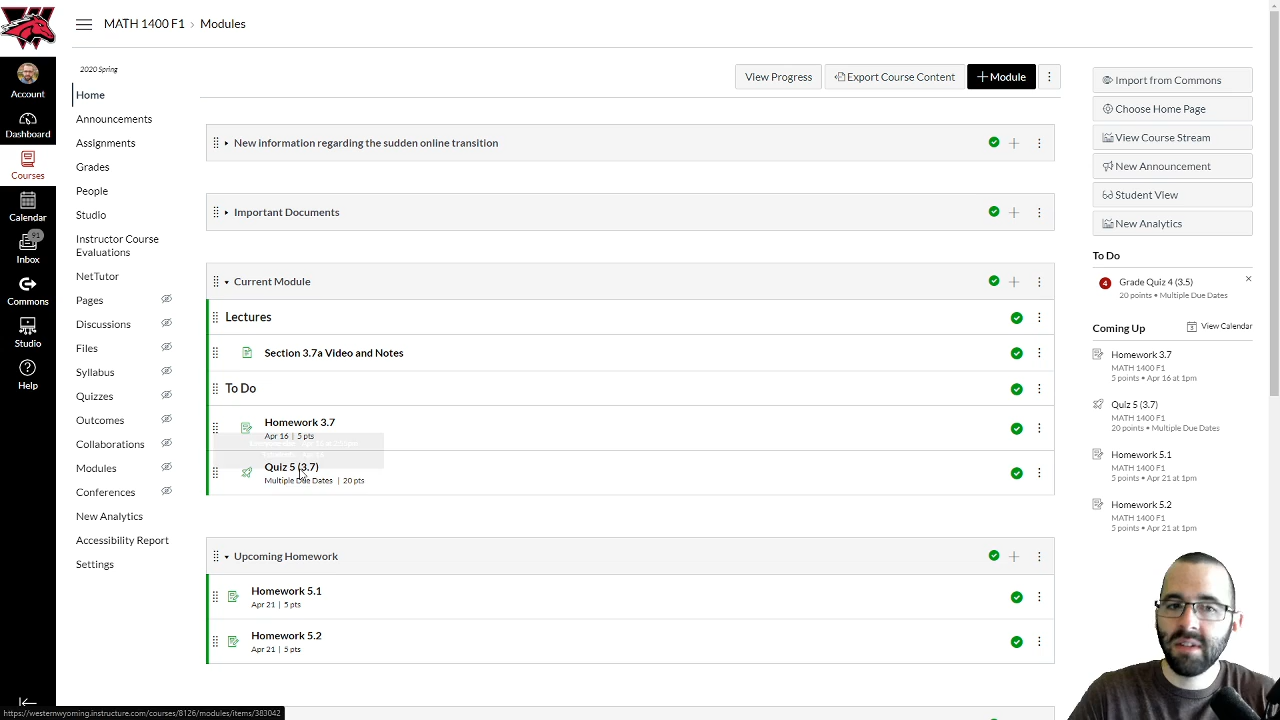 MATH 1400 F1 › Modules
Account
Dashboard
Courses
Calendar
91
Inbox
Commons
Studio
Help
2020 Spring
Home
Announcements
Assignments
Grades
People
Studio
Instructor Course
Evaluations
NetTutor
Pages
Discussions
Files
Syllabus
Quizzes
Outcomes
Collaborations
Modules
Conferences
New Analytics
Accessibility Report
Settings
View Progress
Export Course Content
+ Module
New information regarding the sudden online transition
Important Documents
Current Module
Lectures
Section 3.7a Video and Notes
To Do
Homework 3.7
Apr 16 | 5 pts
Quiz 5 (3.7)
Multiple Due Dates | 20 pts
Upcoming Homework
Homework 5.1
Apr 21 | 5 pts
Homework 5.2
Apr 21 | 5 pts
Import from Commons
Choose Home Page
View Course Stream
New Announcement
Student View
New Analytics
To Do
4
Grade Quiz 4 (3.5)
20 points • Multiple Due Dates
Coming Up
View Calendar
Homework 3.7
MATH 1400 F1
5 points • Apr 16 at 1pm
Quiz 5 (3.7)
MATH 1400 F1
20 points • Multiple Due Dates
Homework 5.1
MATH 1400 F1
5 points • Apr 21 at 1pm
Homework 5.2
MATH 1400 F1
5 points • Apr 21 at 1pm
https://westernwyoming.instructure.com/courses/8126/modules/items/383042